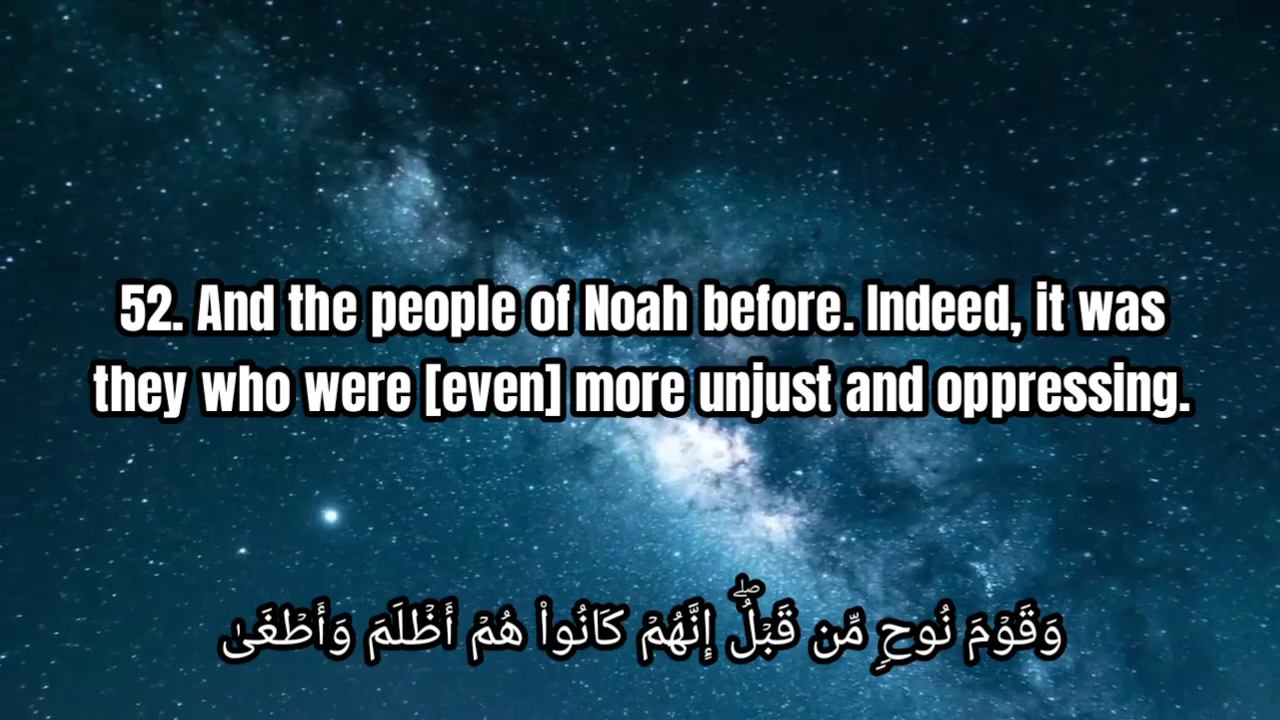 52. And the people of Noah before. Indeed, it was
they who were [even] more unjust and oppressing.
وَقَوْمَ نُوحٍ مِّن قَبْلُ ۖ إِنَّهُمْ كَانُوا۟ هُمْ أَظْلَمَ وَأَطْغَىٰ